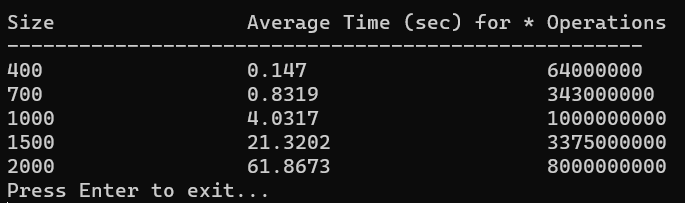 Size Average Time (sec) for * Operations
-----------------------------------------------------
400 0.147 64000000
700 0.8319 343000000
1000 4.0317 1000000000
1500 21.3202 3375000000
2000 61.8673 8000000000
Press Enter to exit...